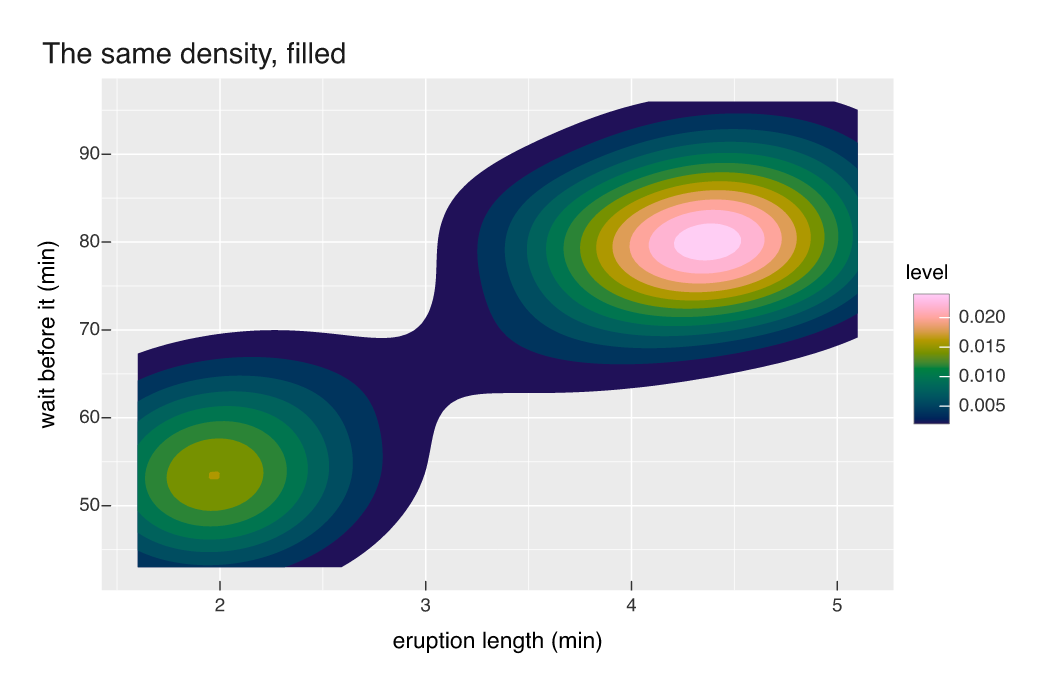 The same density, filled
90
80
70
60
50
wait before it (min)
2 3 4 5
eruption length (min)
level
0.020
0.015
0.010
0.005